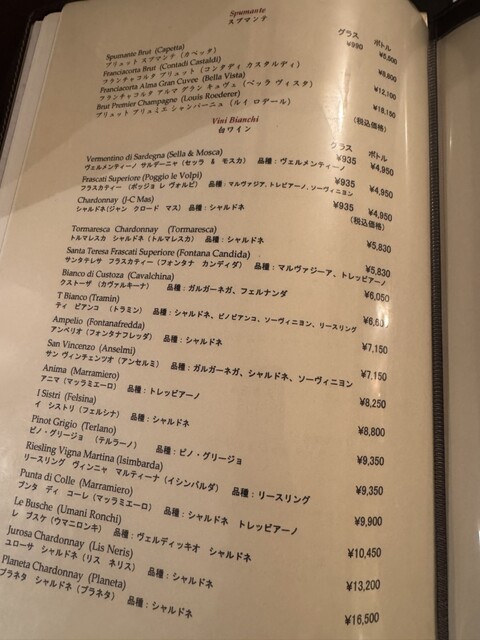 Spumante
スプマンテ
グラス ボトル
Spumante Brut (Capetta) ¥990 ¥5,500
ブリュット スプマンテ（カペッタ）
Franciacorta Brut (Contadi Castaldi) ¥8,800
フランチャコルタ ブリュット（コンタディ カスタルディ）
Franciacorta Alma Gran Cuvee (Bella Vista) ¥12,100
フランチャコルタ アルマ グラン キュヴェ（ベッラ ヴィスタ）
Brut Premier Champagne (Louis Roederer) ¥18,150
ブリュット プリュミエ シャンパーニュ（ルイ ロデール）
(税込価格)
Vini Bianchi
白ワイン
グラス ボトル
Vermentino di Sardegna (Sella & Mosca) ¥935 ¥4,950
ヴェルメンティーノ サルデーニャ（セッラ & モスカ） 品種：ヴェルメンティーノ
Frascati Superiore (Poggio le Volpi) ¥935 ¥4,950
フラスカティー（ポッジョ レ ヴォルピ） 品種：マルヴァジア、トレビアーノ、ソーヴィニヨン
Chardonnay (J-C Mas) ¥935 ¥4,950
シャルドネ(ジャン クロード マス) 品種：シャルドネ
(税込価格)
Tormaresca Chardonnay (Tormaresca) ¥5,830
トルマレスカ シャルドネ（トルマレスカ） 品種：シャルドネ
Santa Teresa Frascati Superiore (Fontana Candida) ¥5,830
サンタテレサ フラスカティー（フォンタナ カンディダ） 品種：マルヴァジーア、トレッビアーノ
Bianco di Custoza (Cavalchina) ¥6,050
クストーザ（カヴァルキーナ） 品種：ガルガーネガ、フェルナンダ
T Bianco (Tramin) ¥6,60
ティ ビアンコ （トラミン） 品種：シャルドネ、ピノビアンコ、ソーヴィニヨン、リースリング
Ampelio (Fontanafredda) ¥7,150
アンペリオ（フォンタナフレッダ） 品種：シャルドネ
San Vincenzo (Anselmi) ¥7,150
サン ヴィンチェンツオ（アンセルミ） 品種：ガルガーネガ、シャルドネ、ソーヴィニヨン
Anima (Marramiero) ¥8,250
アニマ（マッラミエーロ） 品種：トレッビアーノ
I Sistri (Felsina) ¥8,800
イ シストリ（フェルシナ） 品種：シャルドネ
Pinot Grigio (Terlano) ¥9,350
ピノ・グリージョ （テルラーノ） 品種：ピノ・グリージョ
Riesling Vigna Martina (Isimbarda) ¥9,350
リースリング ヴィンニャ マルティーナ（イシンバルダ） 品種：リースリング
Punta di Colle (Marramiero) ¥9,900
プンタ ディ コーレ（マッラミエーロ） 品種：シャルドネ トレッビアーノ
Le Busche (Umani Ronchi) ¥10,450
レ ブスケ（ウマニロンキ） 品種：ヴェルディッキオ シャルドネ
Jurosa Chardonnay (Lis Neris) ¥13,200
ユローサ シャルドネ（リス ネリス） 品種：シャルドネ
Planeta Chardonnay (Planeta) ¥16,500
プラネタ シャルドネ（プラネタ） 品種：シャルドネ